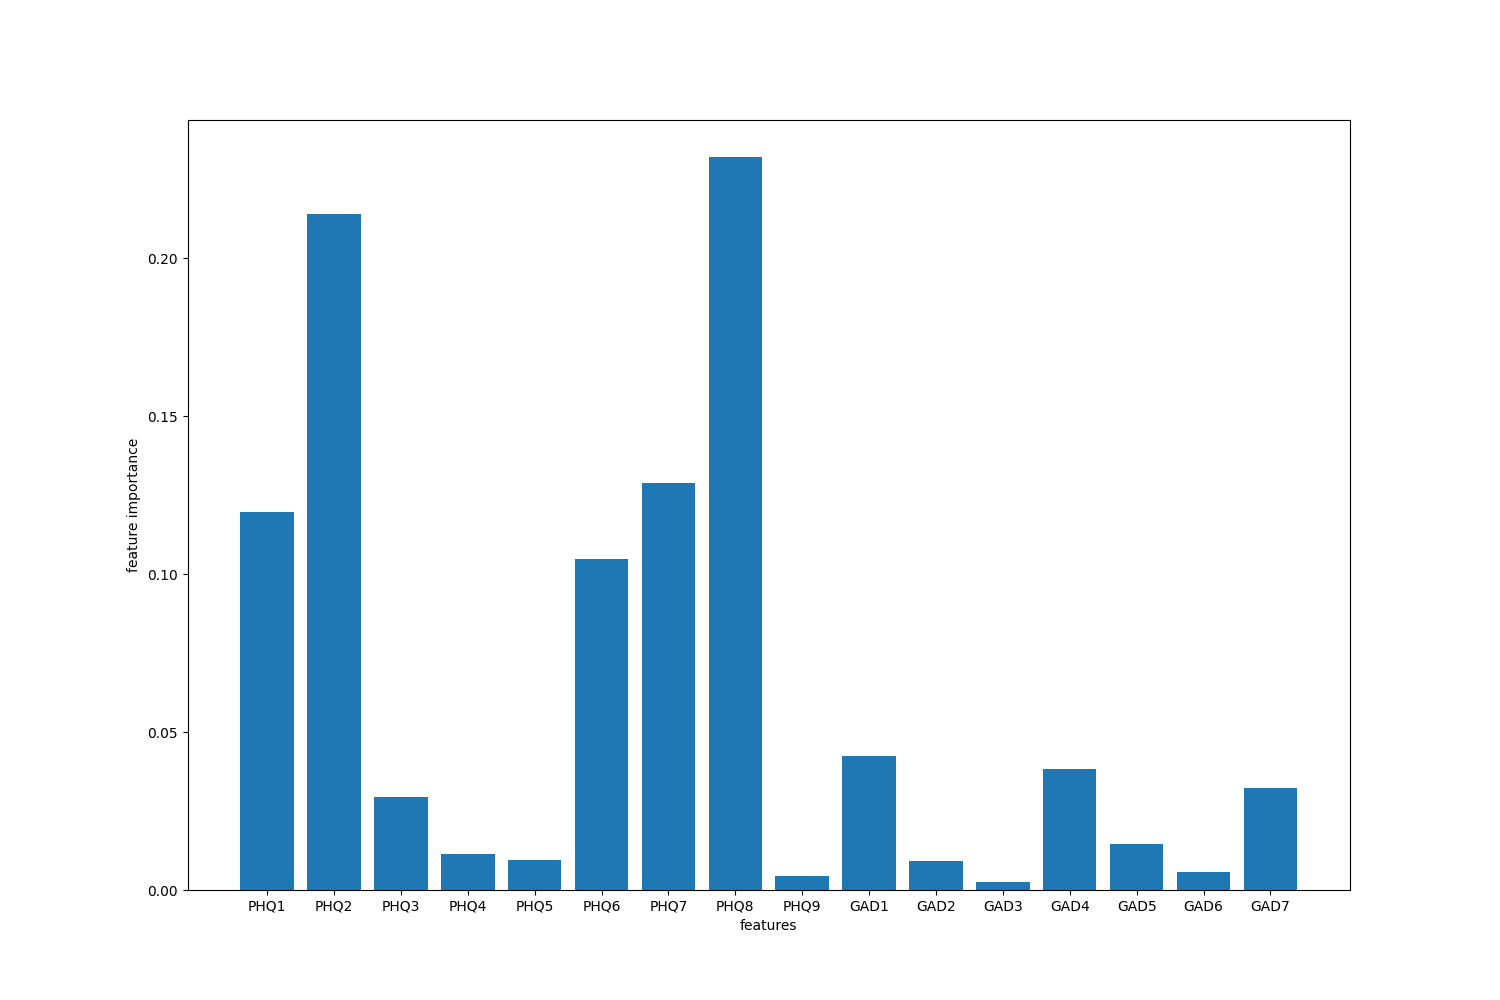 0.20
0.15
0.10
0.05
0.00
feature importance
PHQ1 PHQ2 PHQ3 PHQ4 PHQ5 PHQ6 PHQ7 PHQ8 PHQ9 GAD1 GAD2 GAD3 GAD4 GAD5 GAD6 GAD7
features